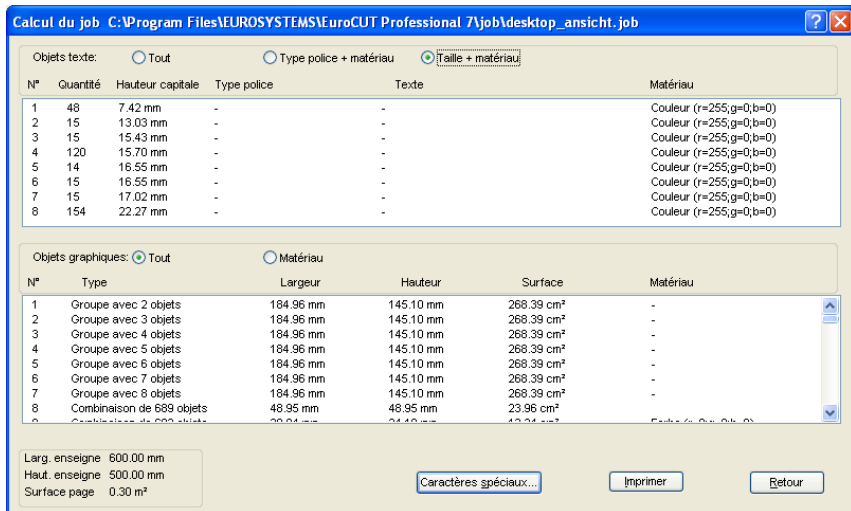 Calcul du job C:\Program Files\EUROSYSTEMS\EuroCUT Professional 7\job\desktop_ansicht.job
Objets texte: Tout Type police + matériau Taille + matériau
N° Quantité Hauteur capitale Type police Texte Matériau
1 48 7.42 mm - - Couleur (r=255;g=0;b=0)
2 15 13.03 mm - - Couleur (r=255;g=0;b=0)
3 15 15.43 mm - - Couleur (r=255;g=0;b=0)
4 120 15.70 mm - - Couleur (r=255;g=0;b=0)
5 14 16.55 mm - - Couleur (r=255;g=0;b=0)
6 15 16.55 mm - - Couleur (r=255;g=0;b=0)
7 15 17.02 mm - - Couleur (r=255;g=0;b=0)
8 154 22.27 mm - - Couleur (r=255;g=0;b=0)
Objets graphiques: Tout Matériau
N° Type Largeur Hauteur Surface Matériau
1 Groupe avec 2 objets 184.96 mm 145.10 mm 268.39 cm² -
2 Groupe avec 3 objets 184.96 mm 145.10 mm 268.39 cm² -
3 Groupe avec 4 objets 184.96 mm 145.10 mm 268.39 cm² -
4 Groupe avec 5 objets 184.96 mm 145.10 mm 268.39 cm² -
5 Groupe avec 6 objets 184.96 mm 145.10 mm 268.39 cm² -
6 Groupe avec 7 objets 184.96 mm 145.10 mm 268.39 cm² -
7 Groupe avec 8 objets 184.96 mm 145.10 mm 268.39 cm² -
8 Combinaison de 689 objets 48.95 mm 48.95 mm 23.96 cm²
Larg. enseigne 600.00 mm
Haut. enseigne 500.00 mm
Surface page 0.30 m²
Caractères spéciaux... Imprimer Retour